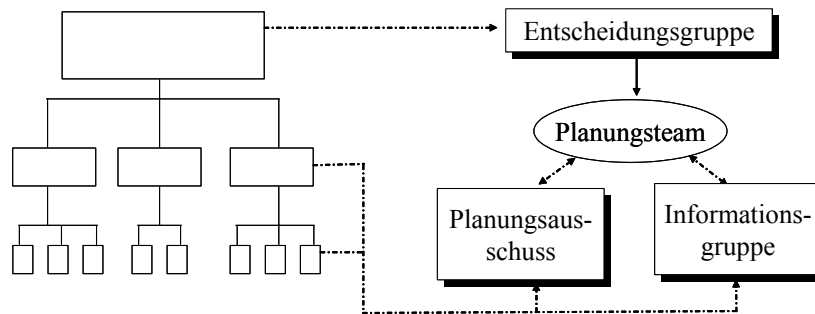 Entscheidungsgruppe
Planungsteam
Planungsaus-
schuss
Informations-
gruppe